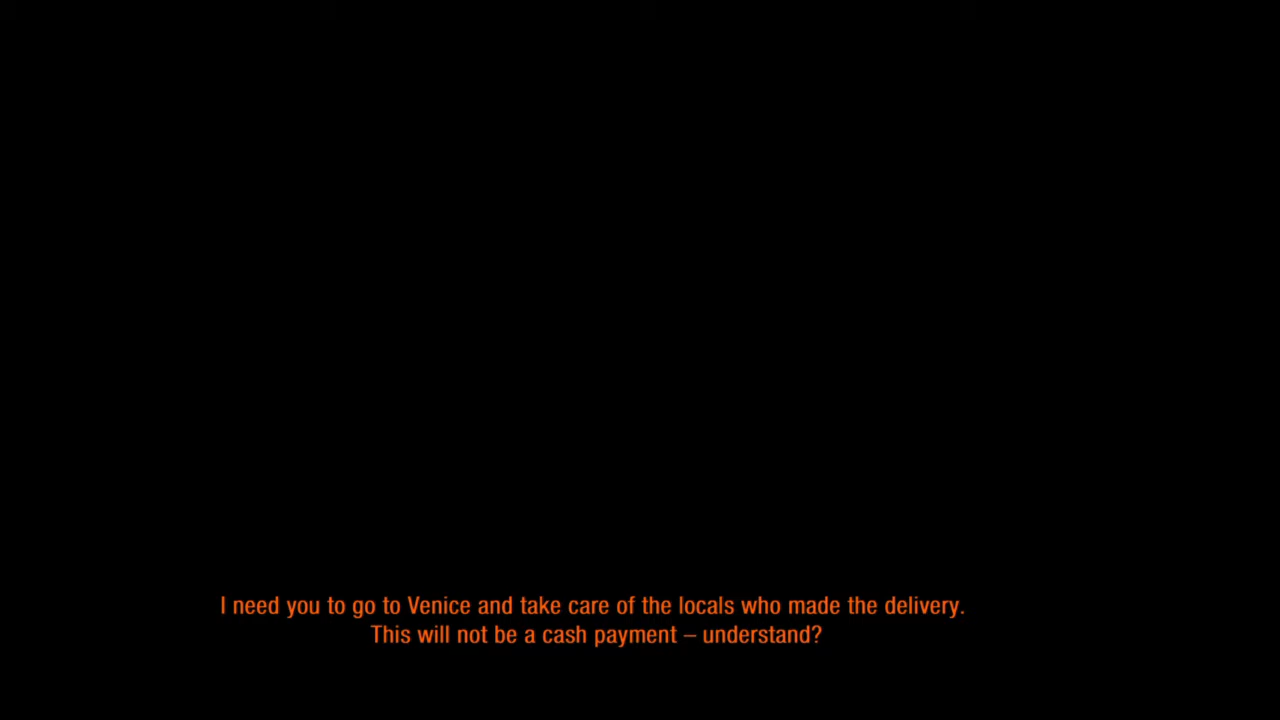 I need you to go to Venice and take care of the locals who made the delivery.
This will not be a cash payment – understand?